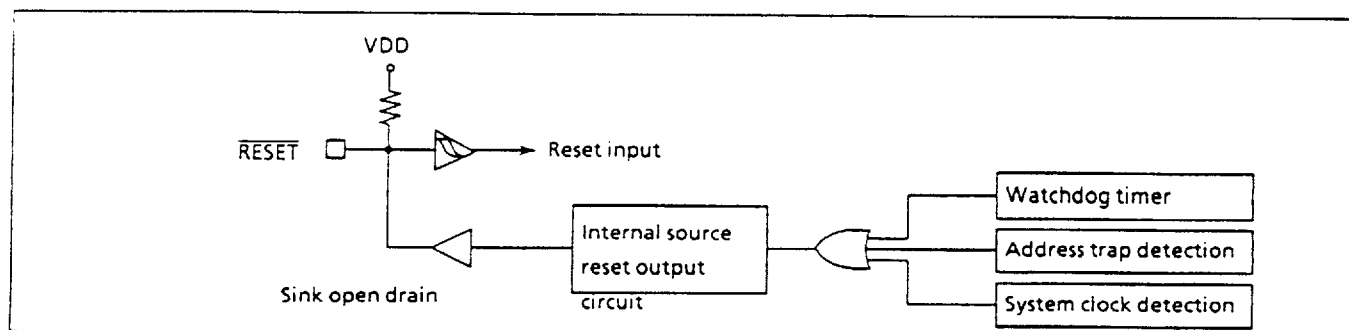 VDD
RESET
Reset input
Watchdog timer
Internal source
reset output
circuit
Address trap detection
Sink open drain
System clock detection